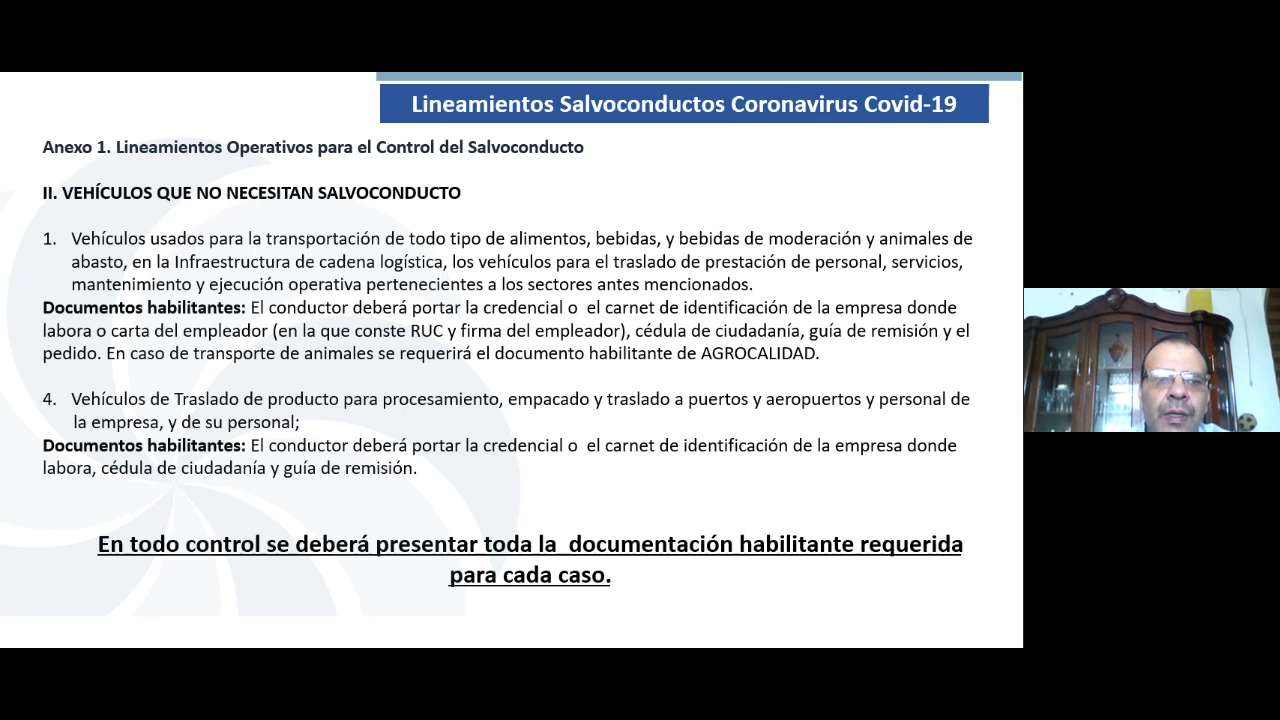 Lineamientos Salvoconductos Coronavirus Covid-19
Anexo 1. Lineamientos Operativos para el Control del Salvoconducto
II. VEHÍCULOS QUE NO NECESITAN SALVOCONDUCTO
1. Vehículos usados para la transportación de todo tipo de alimentos, bebidas, y bebidas de moderación y animales de
abasto, en la Infraestructura de cadena logística, los vehículos para el traslado de prestación de personal, servicios,
mantenimiento y ejecución operativa pertenecientes a los sectores antes mencionados.
Documentos habilitantes: El conductor deberá portar la credencial o el carnet de identificación de la empresa donde
labora o carta del empleador (en la que conste RUC y firma del empleador), cédula de ciudadanía, guía de remisión y el
pedido. En caso de transporte de animales se requerirá el documento habilitante de AGROCALIDAD.
4. Vehículos de Traslado de producto para procesamiento, empacado y traslado a puertos y aeropuertos y personal de
la empresa, y de su personal;
Documentos habilitantes: El conductor deberá portar la credencial o el carnet de identificación de la empresa donde
labora, cédula de ciudadanía y guía de remisión.
En todo control se deberá presentar toda la documentación habilitante requerida
para cada caso.